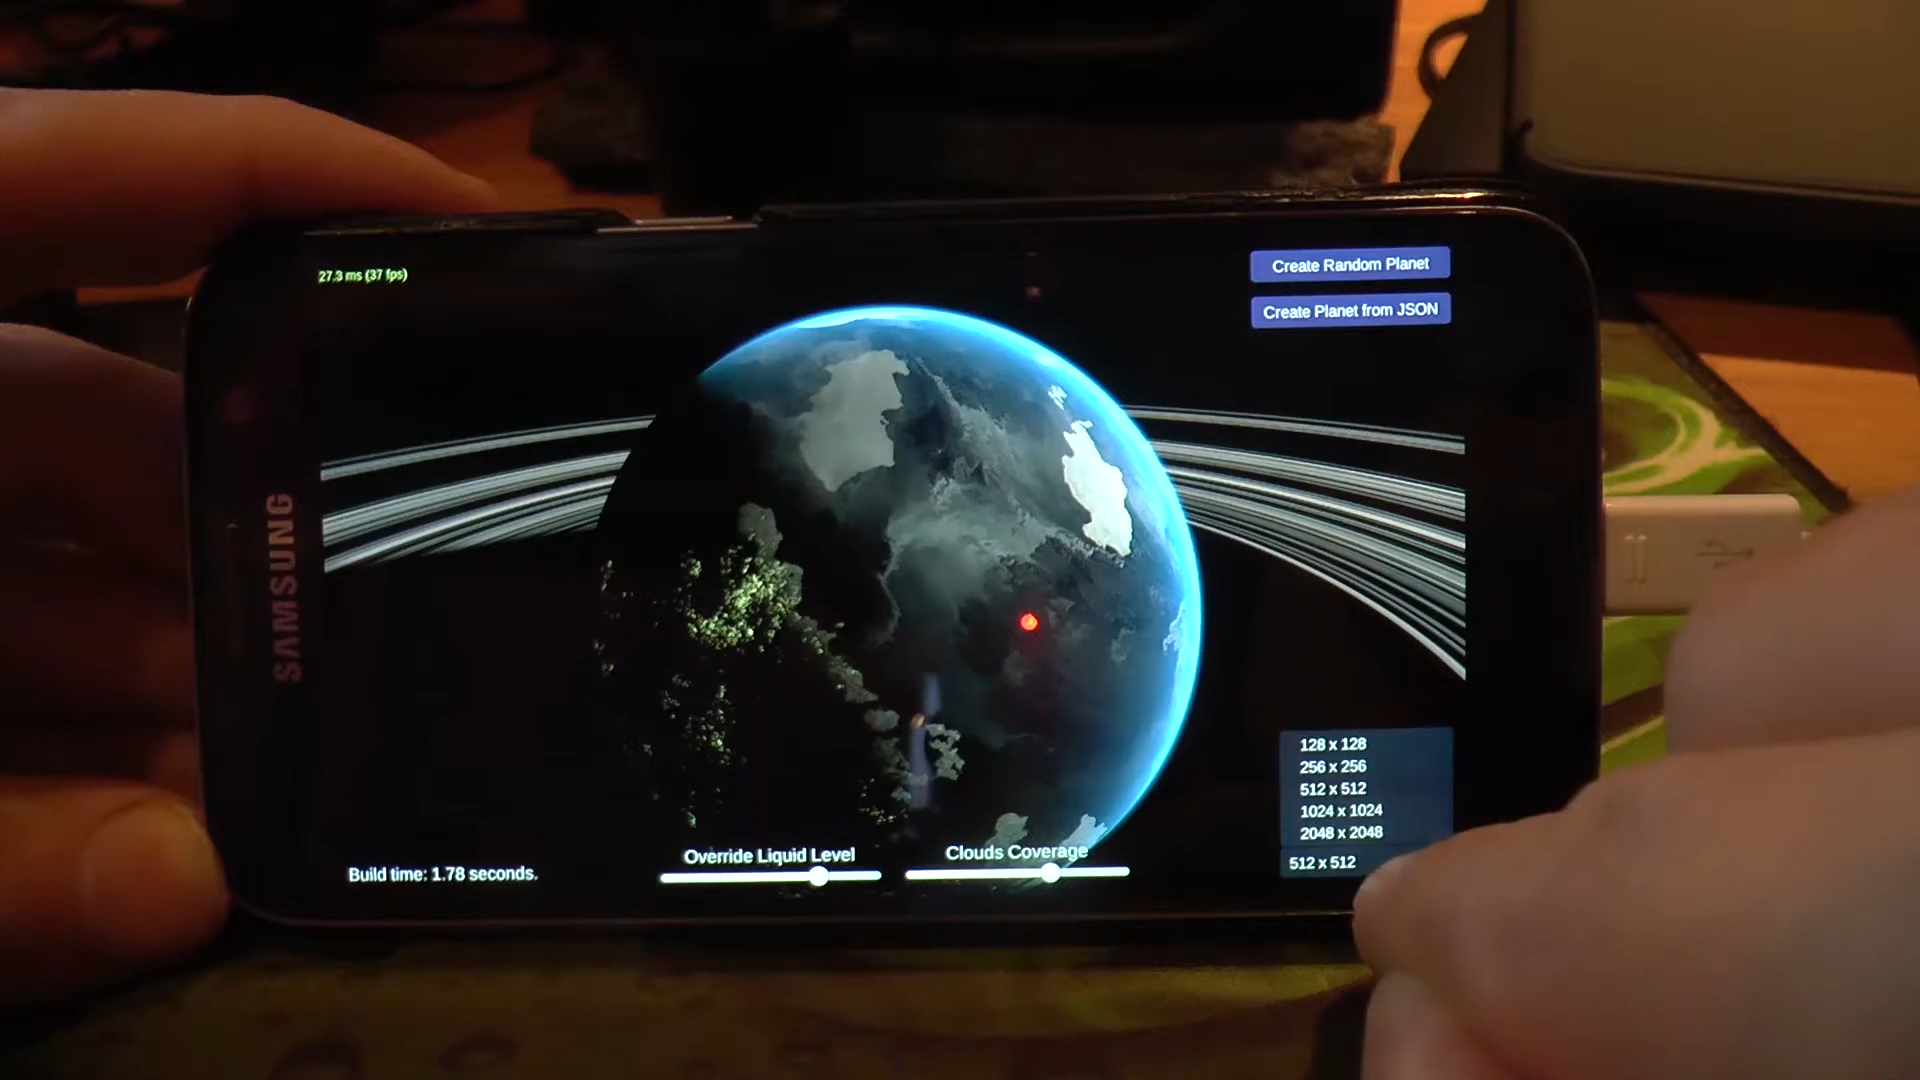 27.3 ms (37 fps)
Create Random Planet
Create Planet from JSON
SAMSUNG
128 x 128
256 x 256
512 x 512
1024 x 1024
2048 x 2048
512 x 512
Override Liquid Level
Clouds Coverage
Build time: 1.78 seconds.